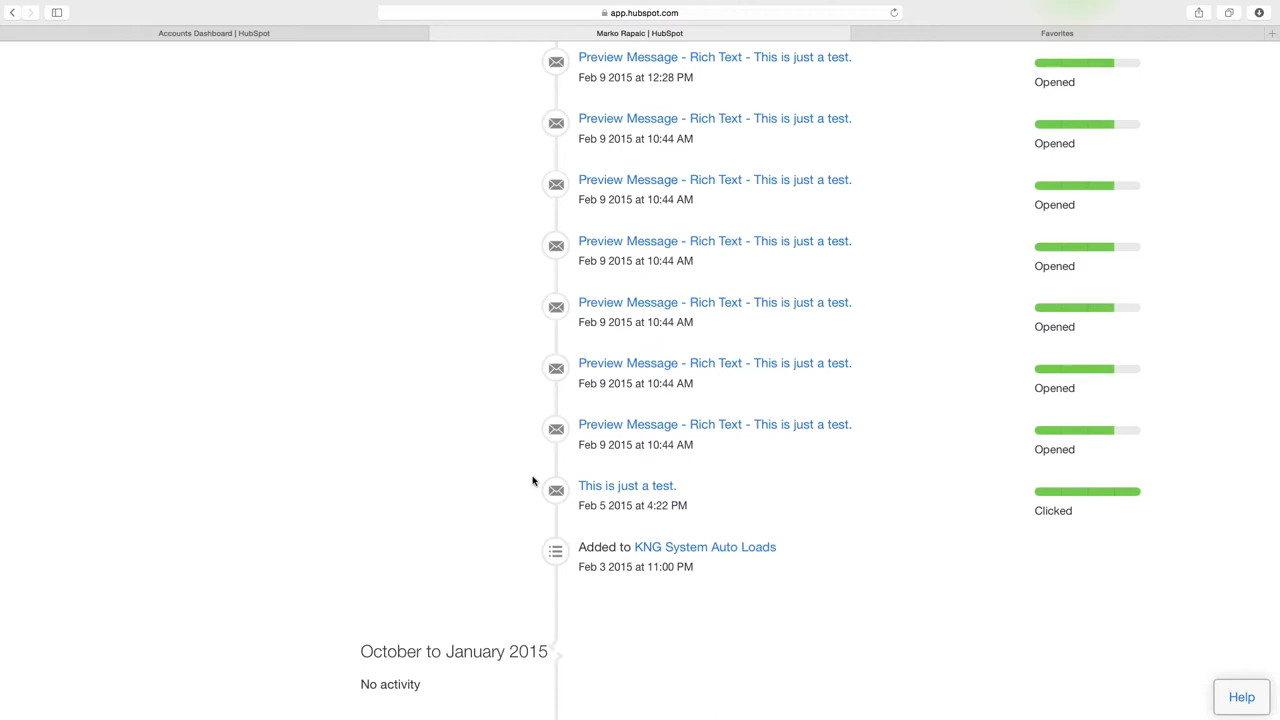 app.hubspot.com
Accounts Dashboard | HubSpot
Marko Rapaic | HubSpot
Favorites
Preview Message - Rich Text - This is just a test.
Feb 9 2015 at 12:28 PM
Opened
Preview Message - Rich Text - This is just a test.
Feb 9 2015 at 10:44 AM
Opened
Preview Message - Rich Text - This is just a test.
Feb 9 2015 at 10:44 AM
Opened
Preview Message - Rich Text - This is just a test.
Feb 9 2015 at 10:44 AM
Opened
Preview Message - Rich Text - This is just a test.
Feb 9 2015 at 10:44 AM
Opened
Preview Message - Rich Text - This is just a test.
Feb 9 2015 at 10:44 AM
Opened
Preview Message - Rich Text - This is just a test.
Feb 9 2015 at 10:44 AM
Opened
This is just a test.
Feb 5 2015 at 4:22 PM
Clicked
Added to KNG System Auto Loads
Feb 3 2015 at 11:00 PM
October to January 2015
No activity
Help